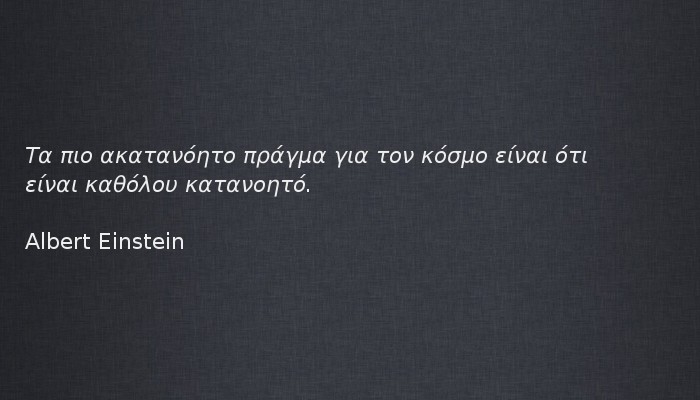 Τα πιο ακατανόητο πράγμα για τον κόσμο είναι ότι
είναι καθόλου κατανοητό.
Albert Einstein